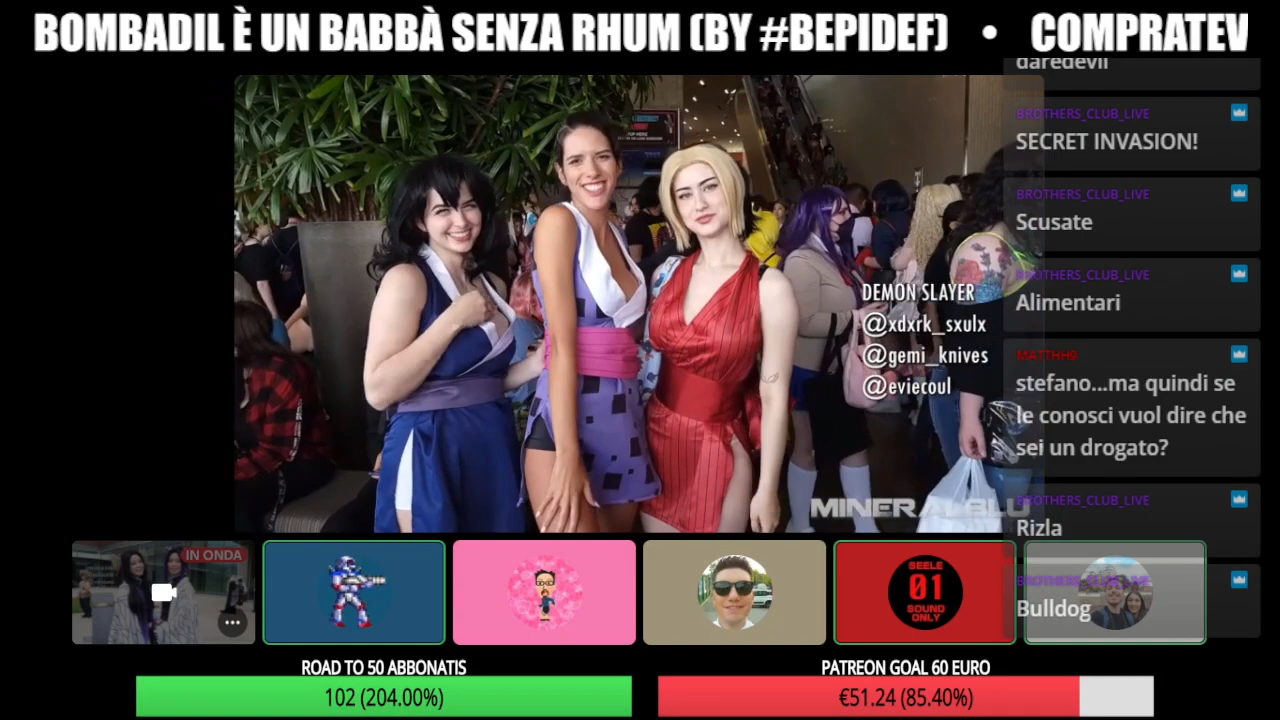 BOMBADIL È UN BABBÀ SENZA RHUM (BY #BEPIDEF) • COMPRATEV
daredevil
BROTHERS_CLUB_LIVE
SECRET INVASION!
BROTHERS_CLUB_LIVE
Scusate
BROTHERS_CLUB_LIVE
Alimentari
MATTHH9
stefano...ma quindi se
le conosci vuol dire che
sei un drogato?
BROTHERS_CLUB_LIVE
Rizla
BROTHERS_CLUB_LIVE
Bulldog
DEMON SLAYER
@xdxrk_sxulx
@gemi_knives
@eviecoul
MINERALBLU
IN ONDA
SEELE
01
SOUND
ONLY
ROAD TO 50 ABBONATIS
102 (204.00%)
PATREON GOAL 60 EURO
€51.24 (85.40%)